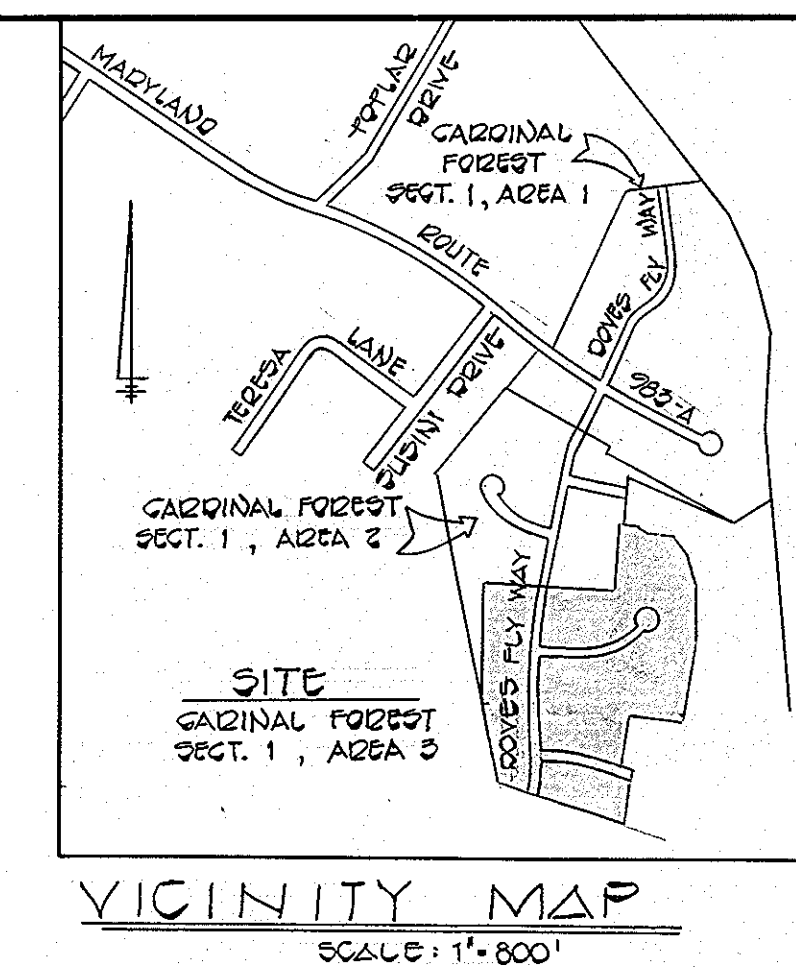 MARYLAND
POPLAR
DRIVE
CARDINAL
FOREST
SECT. 1, AREA 1
ROUTE
DOVES FLY WAY
983-A
TERESA LANE
SUSINI DRIVE
CARDINAL FOREST
SECT. 1 , AREA 2
DOVES FLY WAY
SITE
CARINAL FOREST
SECT. 1 , AREA 3
VICINITY MAP
SCALE: 1"=800'